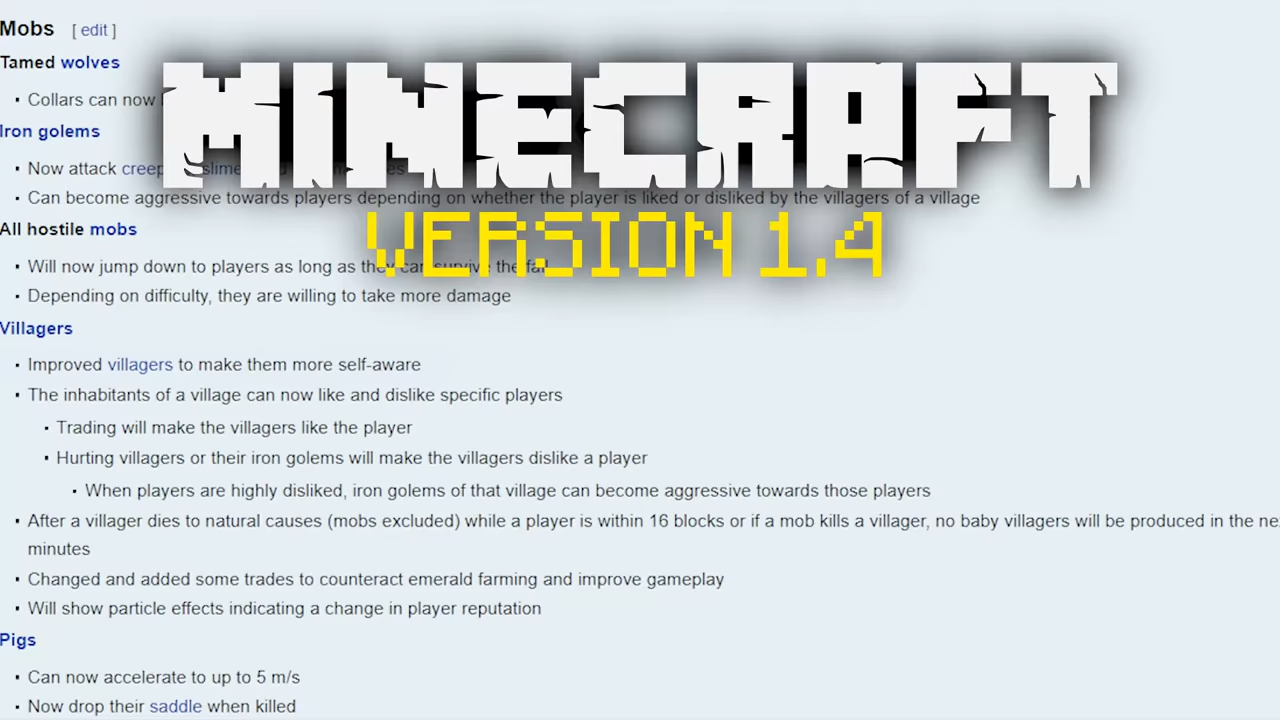 Mobs [ edit ]
MINECRAFT
Tamed wolves
Collars can now
Iron golems
Now attack
Can become aggressive towards players depending on whether the player is liked or disliked by the villagers of a village
VERSION 1.4
All hostile mobs
Will now jump down to players as long as they can survive the fall
Depending on difficulty, they are willing to take more damage
Villagers
Improved villagers to make them more self-aware
The inhabitants of a village can now like and dislike specific players
Trading will make the villagers like the player
Hurting villagers or their iron golems will make the villagers dislike a player
When players are highly disliked, iron golems of that village can become aggressive towards those players
After a villager dies to natural causes (mobs excluded) while a player is within 16 blocks or if a mob kills a villager, no baby villagers will be produced in the
minutes
Changed and added some trades to counteract emerald farming and improve gameplay
Will show particle effects indicating a change in player reputation
Pigs
Can now accelerate to up to 5 m/s
Now drop their saddle when killed